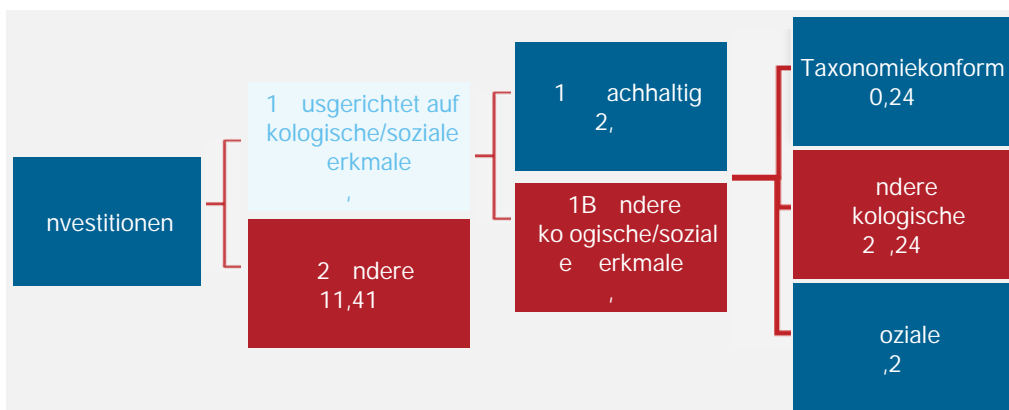 nvestitionen
1 usgerichtet auf
kologische/soziale
erkmale
,
2 ndere
11,41
1 achhaltig
2,
1B ndere
ko ogische/sozial
e erkmale
,
Taxonomiekonform
0,24
ndere
kologische
2 ,24
oziale
,2